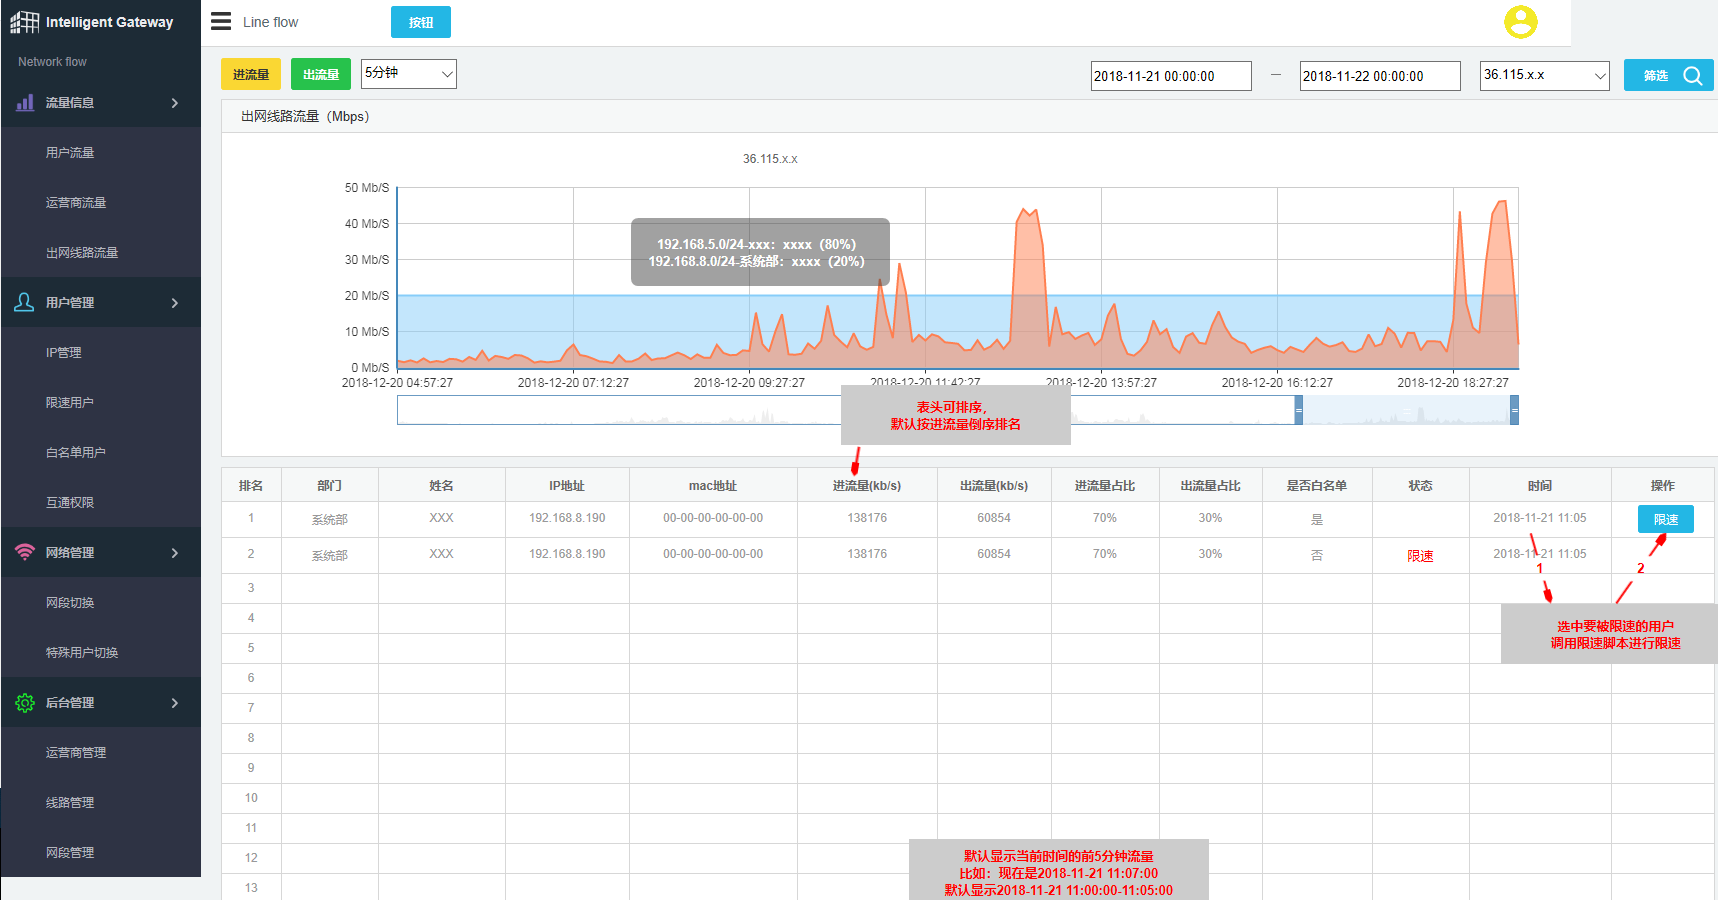 Intelligent Gateway
Line flow
按钮
Network flow
流量信息
用户流量
运营商流量
出网线路流量
用户管理
IP管理
限速用户
白名单用户
互通权限
网络管理
网段切换
特殊用户切换
后台管理
运营商管理
线路管理
网段管理
进流量 出流量 5分钟 2018-11-21 00:00:00 — 2018-11-22 00:00:00 36.115.x.x 筛选
出网线路流量（Mbps）
36.115.x.x
50 Mb/S
40 Mb/S
30 Mb/S
20 Mb/S
10 Mb/S
0 Mb/S
192.168.5.0/24-xxx：xxxx（80%）
192.168.8.0/24-系统部：xxxx（20%）
2018-12-20 04:57:27 2018-12-20 07:12:27 2018-12-20 09:27:27 2018-12-20 11:42:27 2018-12-20 13:57:27 2018-12-20 16:12:27 2018-12-20 18:27:27
表头可排序，
默认按进流量倒序排名
排名 部门 姓名 IP地址 mac地址 进流量(kb/s) 出流量(kb/s) 进流量占比 出流量占比 是否白名单 状态 时间 操作
1 系统部 XXX 192.168.8.190 00-00-00-00-00-00 138176 60854 70% 30% 是 2018-11-21 11:05 限速
2 系统部 XXX 192.168.8.190 00-00-00-00-00-00 138176 60854 70% 30% 否 限速 2018-11-21 11:05
1 2
3
4
5
6
7
8
9
10
11
12
13
选中要被限速的用户
调用限速脚本进行限速
默认显示当前时间的前5分钟流量
比如：现在是2018-11-21 11:07:00
默认显示2018-11-21 11:00:00-11:05:00